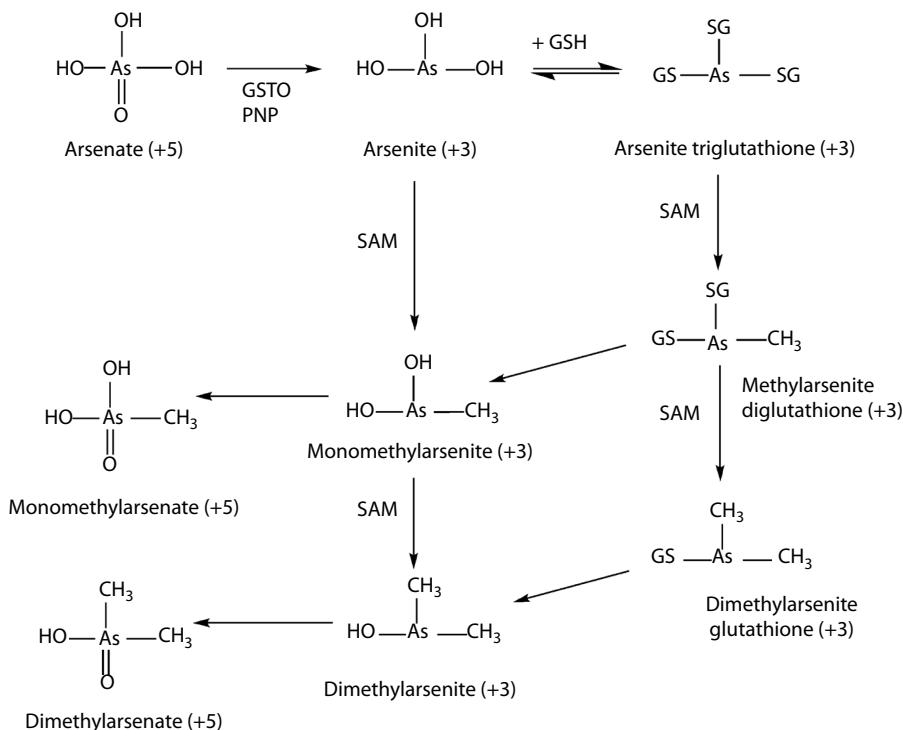 OH
HO As OH
O
Arsenate (+5)
GSTO
PNP
OH
HO As OH
Arsenite (+3)
+ GSH
SG
GS As SG
Arsenite triglutathione (+3)
SAM
SAM
SG
GS As CH₃
Methylarsenite
diglutathione (+3)
OH
HO As CH₃
Monomethylarsenite (+3)
OH
HO As CH₃
O
Monomethylarsenate (+5)
SAM
SAM
CH₃
GS As CH₃
Dimethylarsenite
glutathione (+3)
CH₃
HO As CH₃
Dimethylarsenite (+3)
CH₃
HO As CH₃
O
Dimethylarsenate (+5)